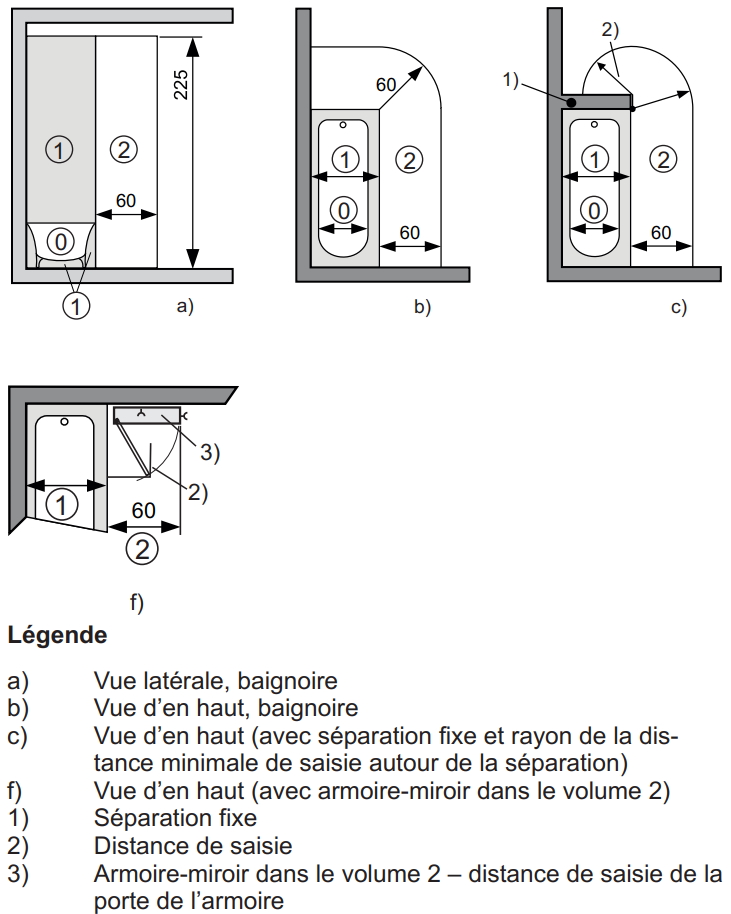 225
1
2
60
0
1
a)
60
1
2
0
60
b)
2)
1)
1
2
0
60
c)
3)
2)
1
60
2
f)
Légende
a) Vue latérale, baignoire
b) Vue d’en haut, baignoire
c) Vue d’en haut (avec séparation fixe et rayon de la dis-
tance minimale de saisie autour de la séparation)
f) Vue d’en haut (avec armoire-miroir dans le volume 2)
1) Séparation fixe
2) Distance de saisie
3) Armoire-miroir dans le volume 2 – distance de saisie de la
porte de l’armoire